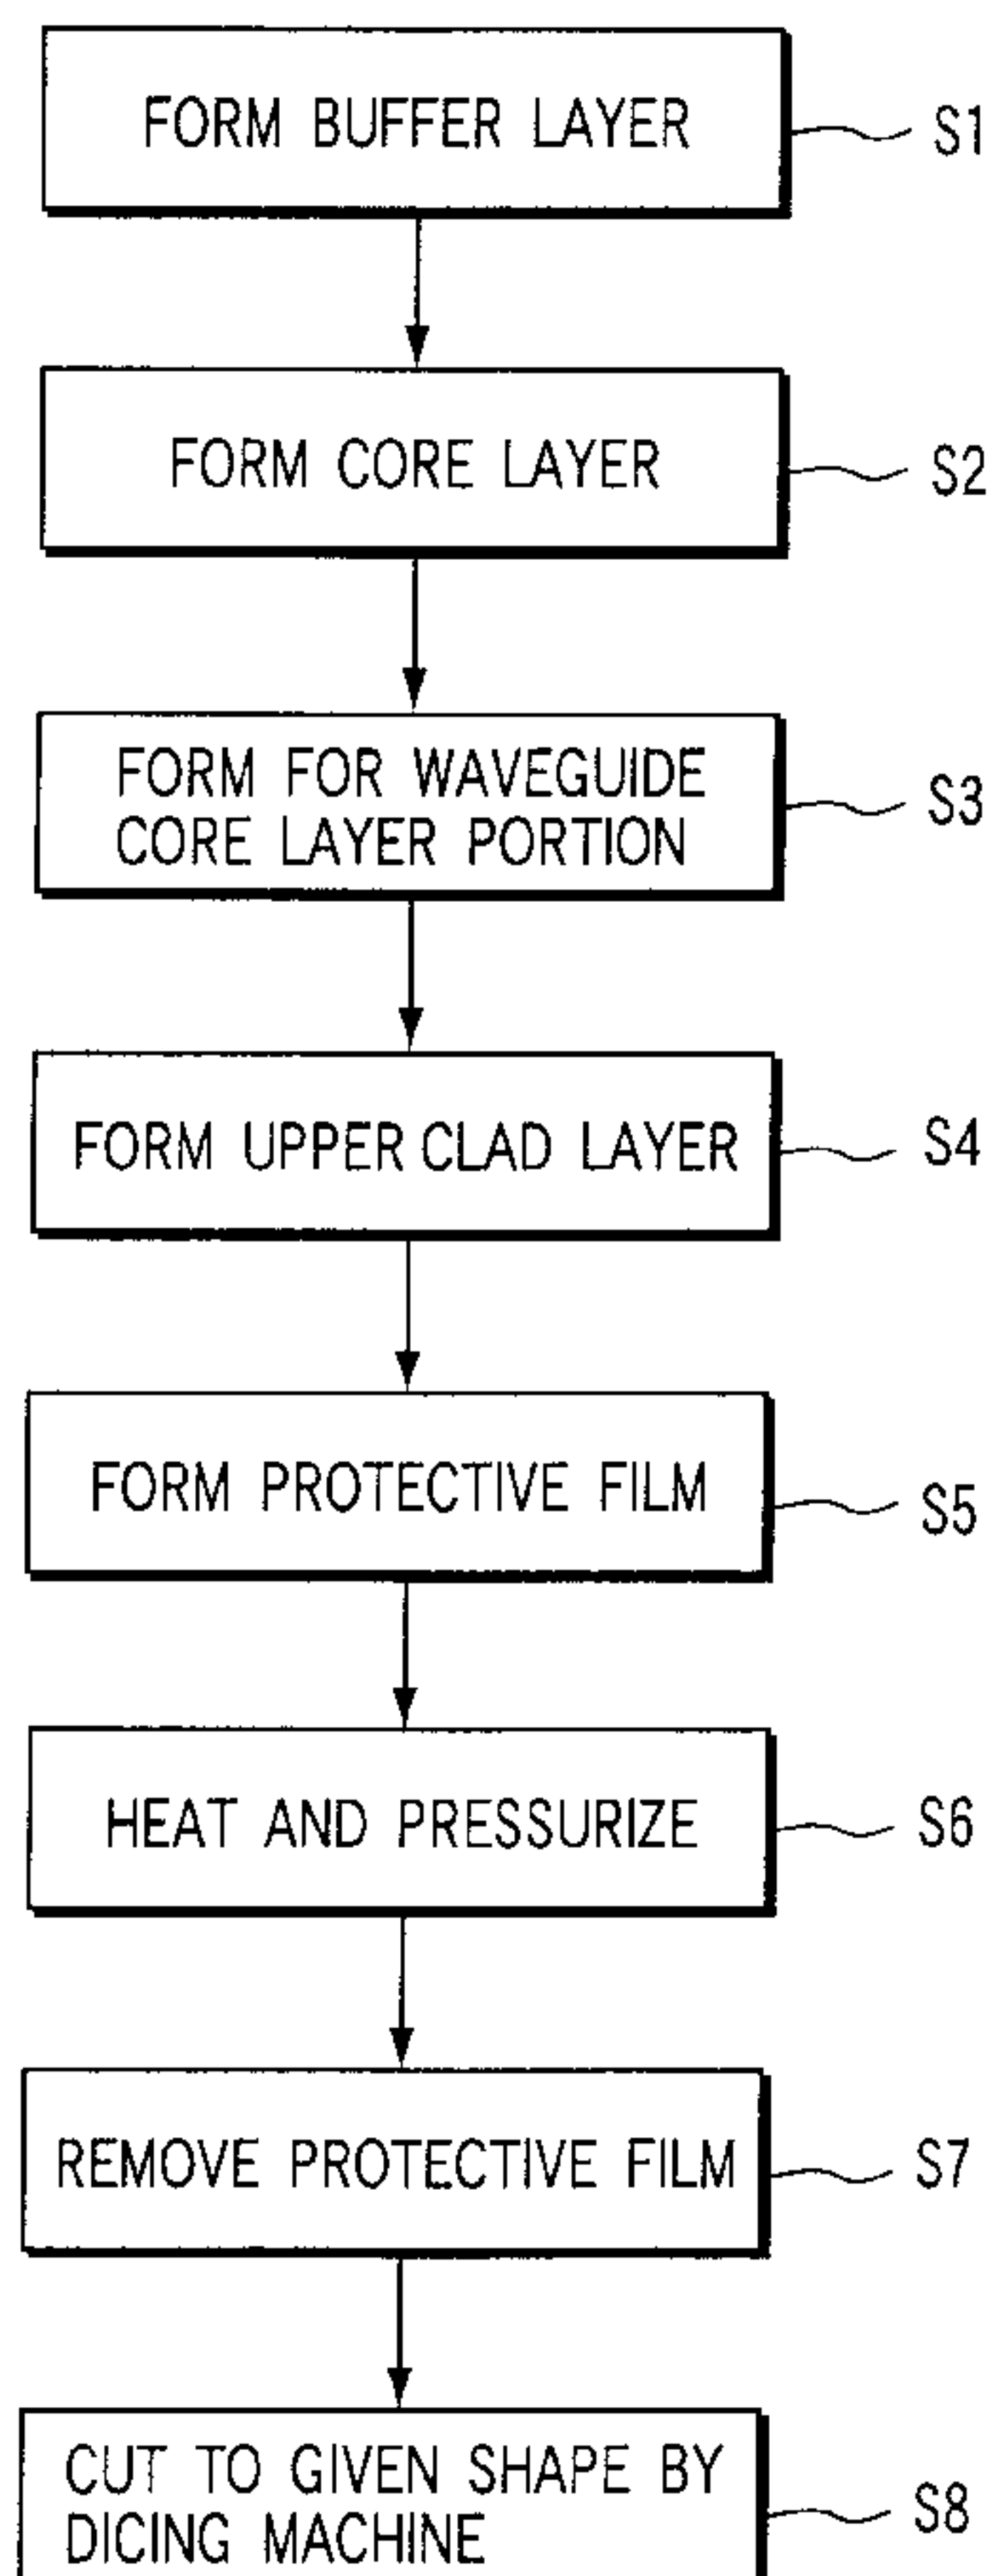 FORM BUFFER LAYER
S1
FORM CORE LAYER
S2
FORM FOR WAVEGUIDE
CORE LAYER PORTION
S3
FORM UPPER CLAD LAYER
S4
FORM PROTECTIVE FILM
S5
HEAT AND PRESSURIZE
S6
REMOVE PROTECTIVE FILM
S7
CUT TO GIVEN SHAPE BY
DICING MACHINE
S8